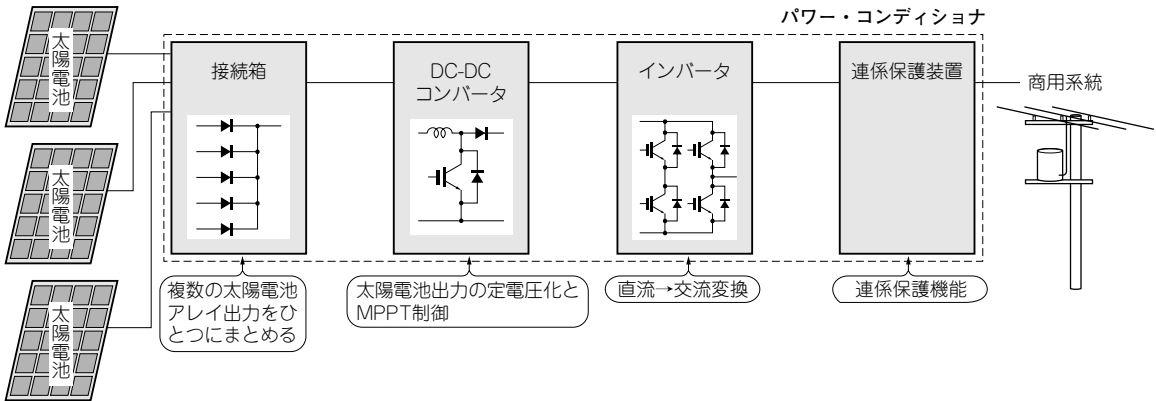 パワー・コンディショナ
太陽電池
太陽電池
太陽電池
接続箱
DC-DC
コンバータ
インバータ
連係保護装置
商用系統
複数の太陽電池
アレイ出力をひ
とつにまとめる
太陽電池出力の定電圧化と
MPPT制御
直流→交流変換
連係保護機能